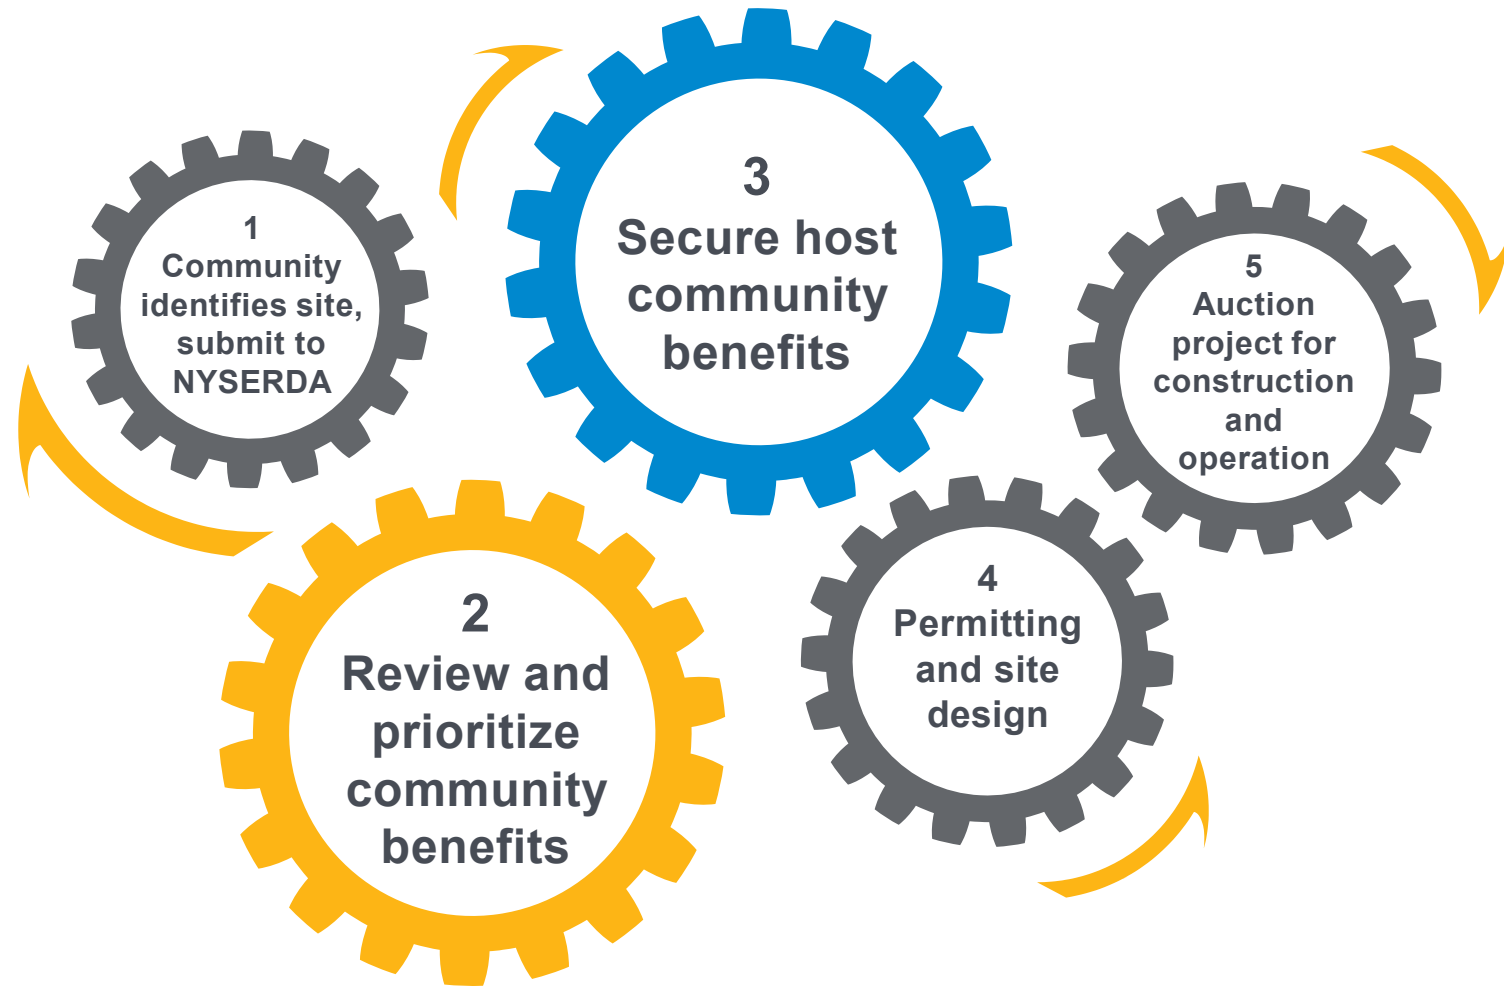 1
Community
identifies site,
submit to
NYSERDA
2
Review and
prioritize
community
benefits
3
Secure host
community
benefits
4
Permitting
and site
design
5
Auction
project for
construction
and
operation